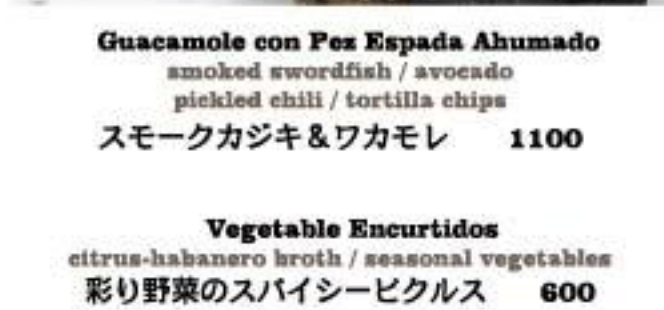 Guacamole con Pez Espada Ahumado
smoked swordfish / avocado
pickled chili / tortilla chips
スモークカジキ＆ワカモレ 1100
Vegetable Encurtidos
citrus-habanero broth / seasonal vegetables
彩り野菜のスパイシーピクルス 600